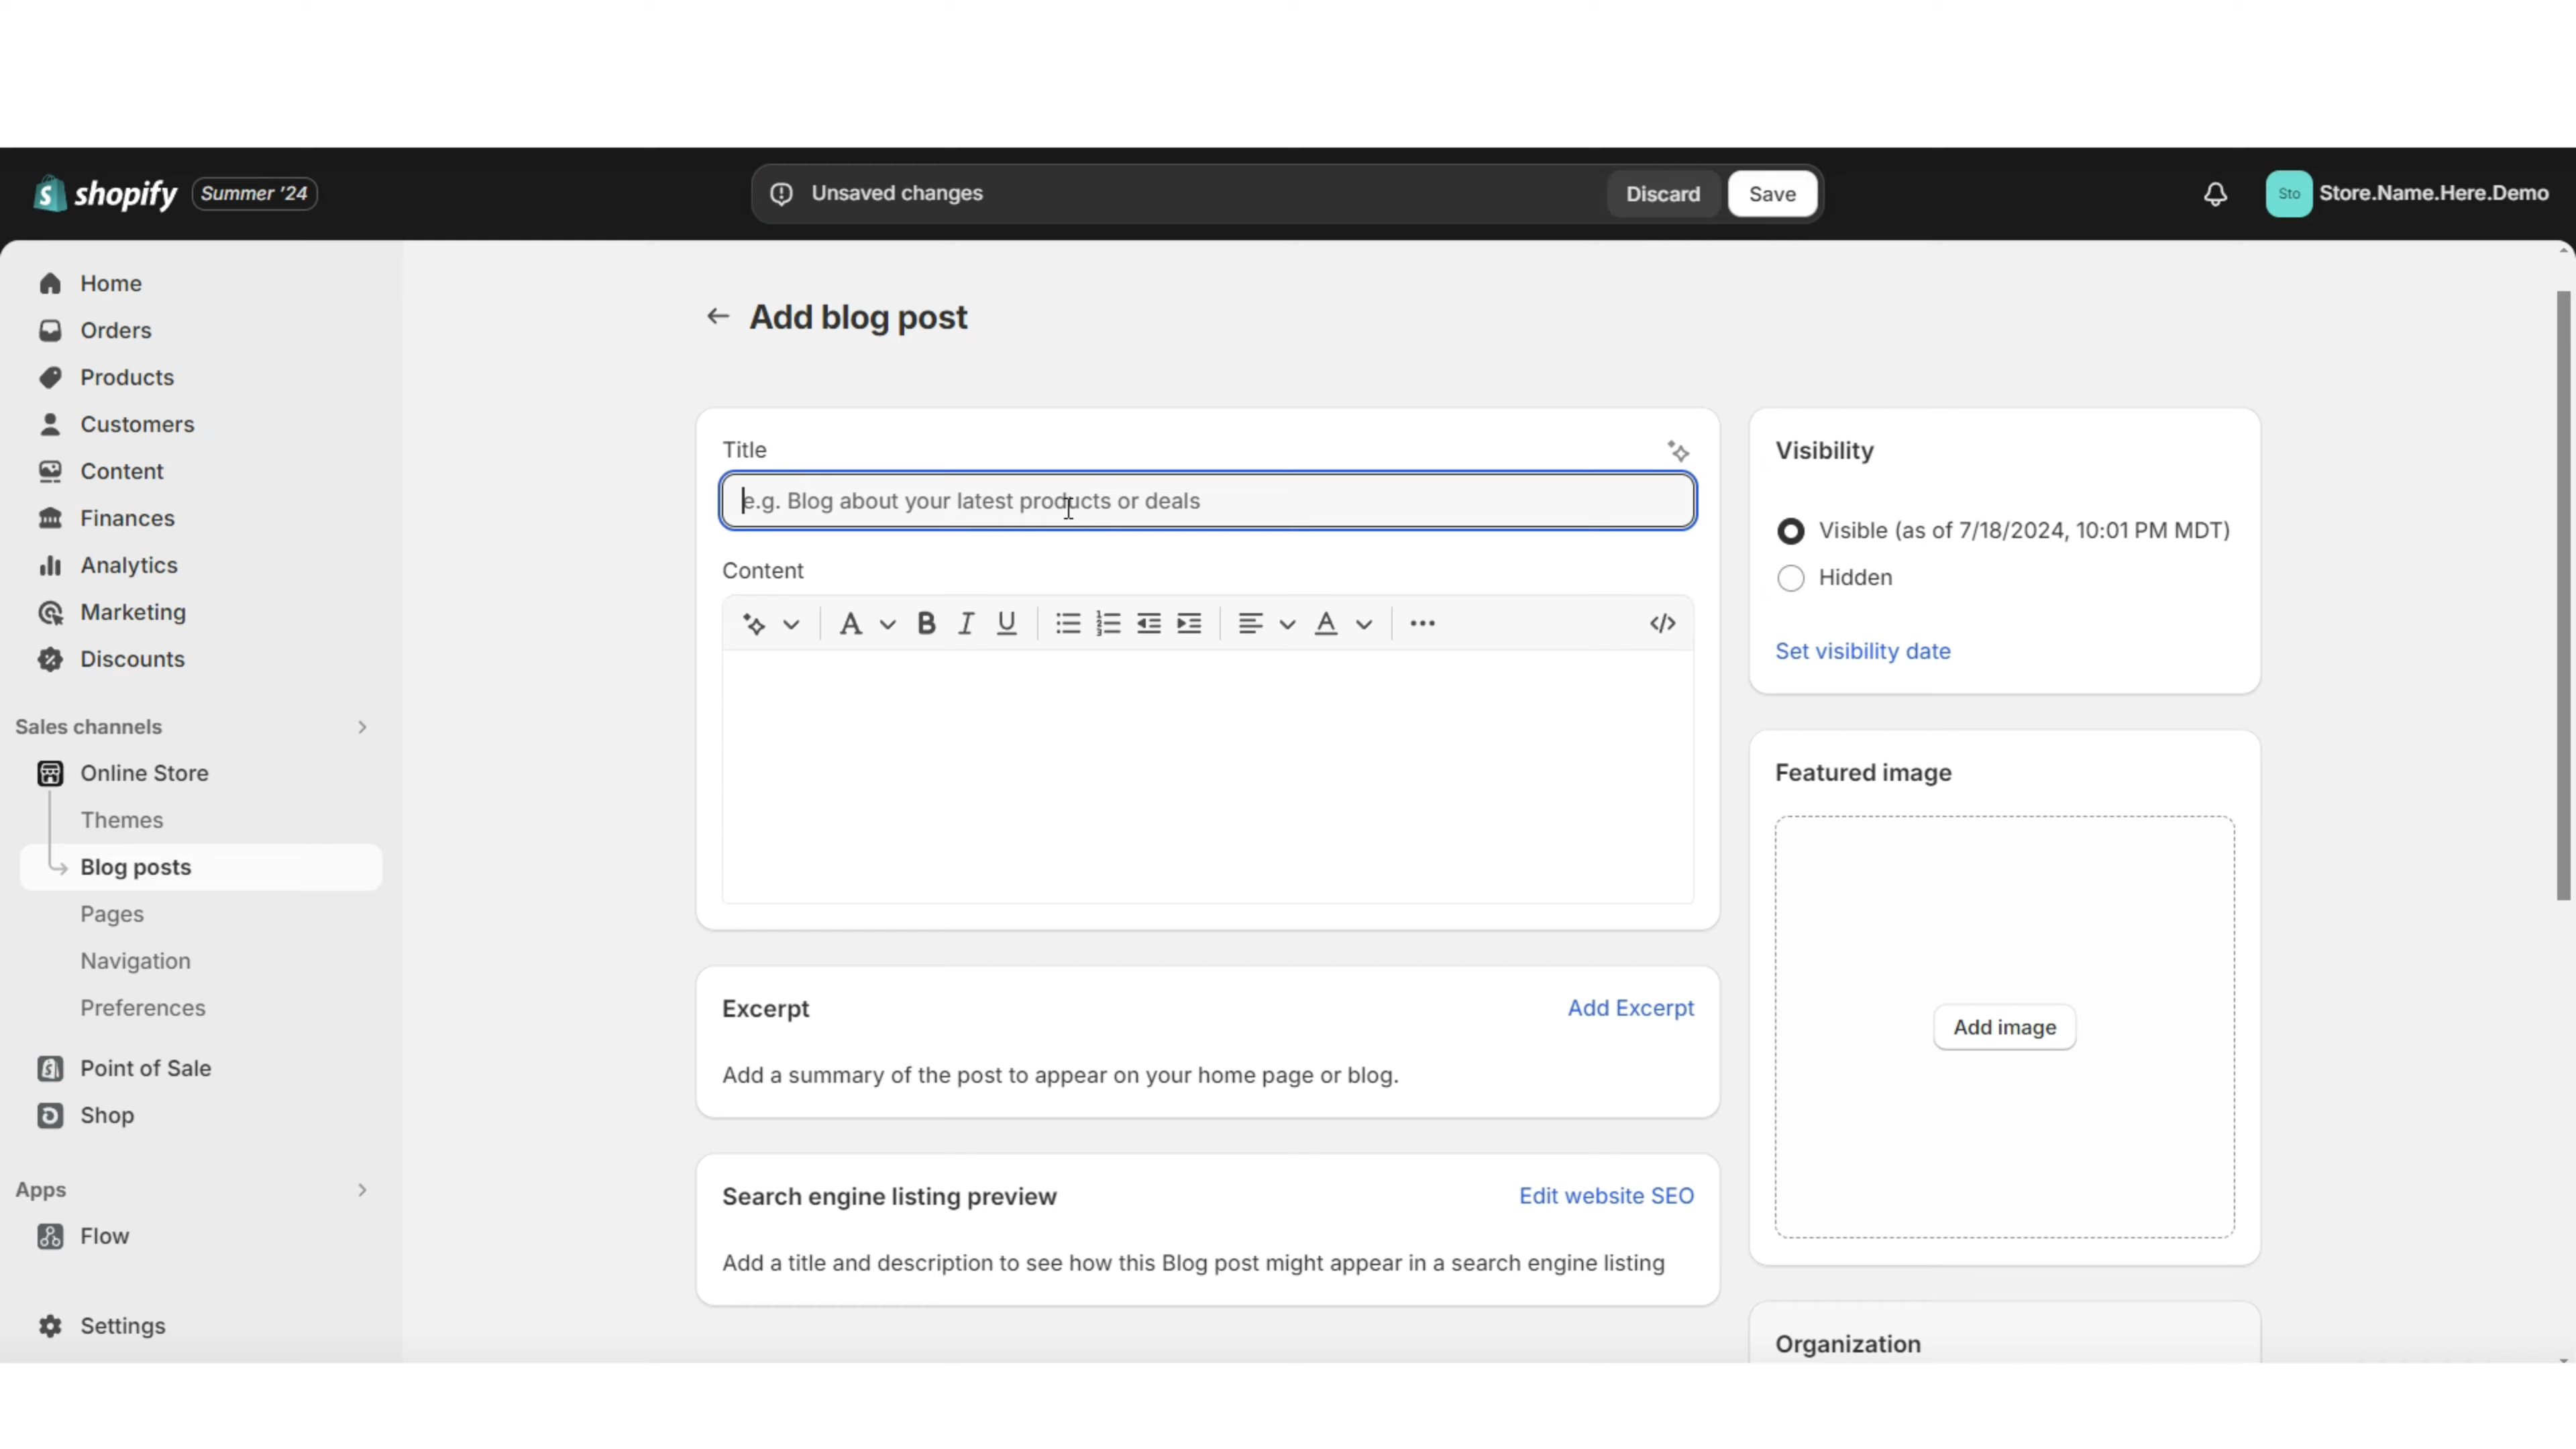 shopify Summer '24
Unsaved changes
Discard
Save
Sto
Store.Name.Here.Demo
Home
Orders
Products
Customers
Content
Finances
Analytics
Marketing
Discounts
Sales channels
Online Store
Themes
Blog posts
Pages
Navigation
Preferences
Point of Sale
Shop
Apps
Flow
Settings
Add blog post
Title
e.g. Blog about your latest products or deals
Content
A B I U A ... </>
Excerpt
Add Excerpt
Add a summary of the post to appear on your home page or blog.
Search engine listing preview
Edit website SEO
Add a title and description to see how this Blog post might appear in a search engine listing
Visibility
Visible (as of 7/18/2024, 10:01 PM MDT)
Hidden
Set visibility date
Featured image
Add image
Organization